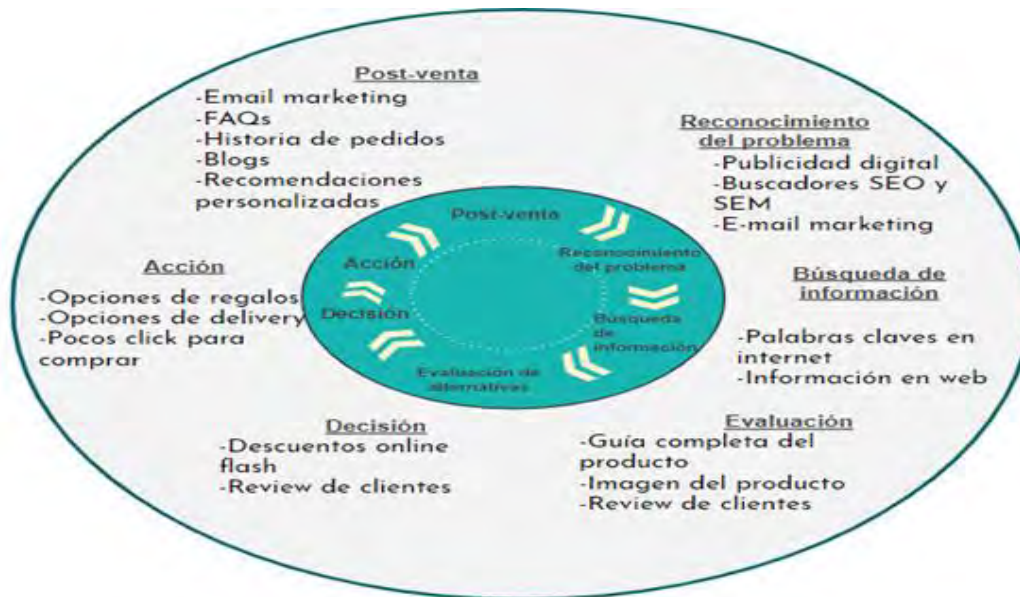 Post-venta
-Email marketing
-FAQs
-Historia de pedidos
-Blogs
-Recomendaciones
personalizadas
Reconocimiento
del problema
-Publicidad digital
-Buscadores SEO y
SEM
-E-mail marketing
Búsqueda de
información
-Palabras claves en
internet
-Información en web
Evaluación
-Guía completa del
producto
-Imagen del producto
-Review de clientes
Decisión
-Descuentos online
flash
-Review de clientes
Acción
-Opciones de regalos
-Opciones de delivery
-Pocos click para
comprar
Post-venta
Reconocimiento
del problema
Búsqueda
de
información
Evaluación de
alternativas
Decisión
Acción